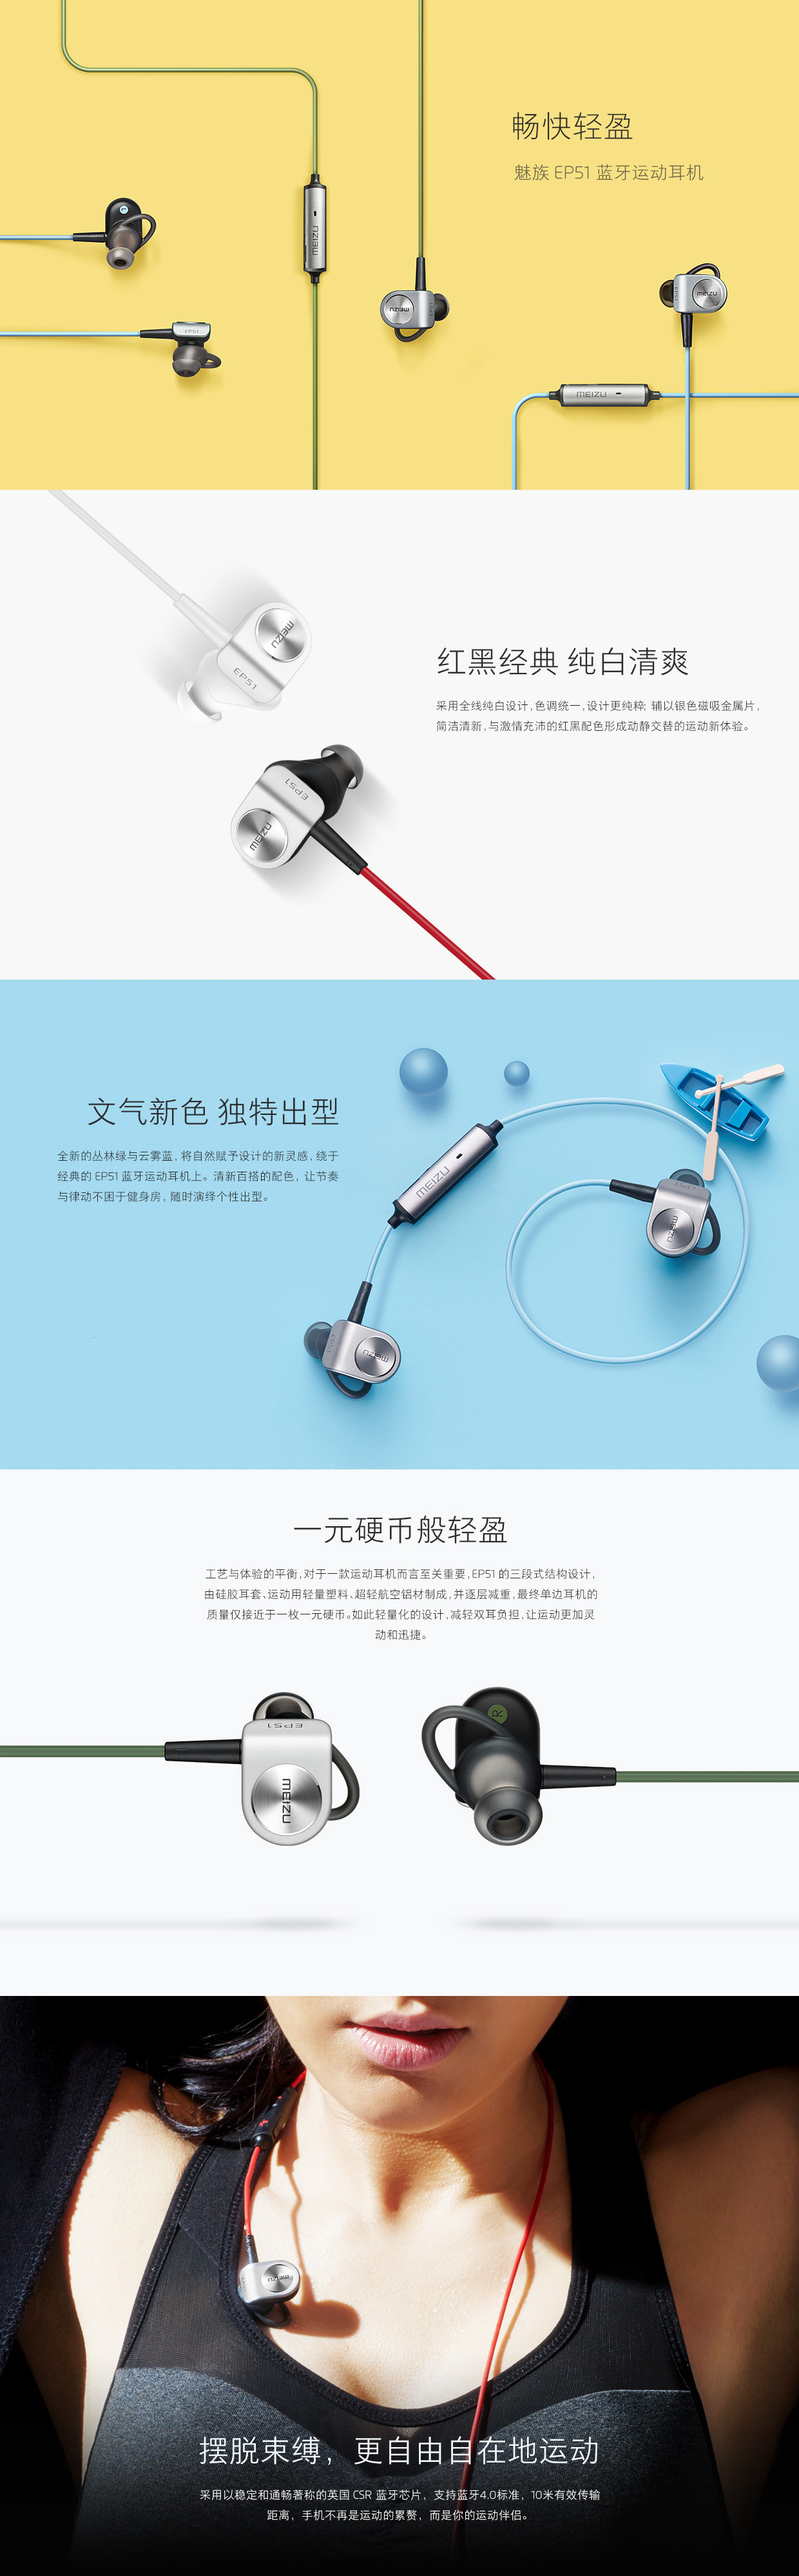 畅快轻盈
魅族 EP51 蓝牙运动耳机
MEIZU
MEIZU
EP51
MEIZU
MEIZU
MEIZU
EP51
EP51
MEIZU
红黑经典 纯白清爽
采用全线纯白设计,色调统一,设计更纯粹; 辅以银色磁吸金属片,
简洁清新,与激情充沛的红黑配色形成动静交替的运动新体验。
文气新色 独特出型
全新的丛林绿与云雾蓝, 将自然赋予设计的新灵感, 绕于
经典的 EP51 蓝牙运动耳机上。清新百搭的配色, 让节奏
与律动不困于健身房, 随时演绎个性出型。
MEIZU
EP51
MEIZU
EP51
MEIZU
一元硬币般轻盈
工艺与体验的平衡,对于一款运动耳机而言至关重要,EP51 的三段式结构设计,
由硅胶耳套、运动用轻量塑料、超轻航空铝材制成,并逐层减重,最终单边耳机的
质量仅接近于一枚一元硬币。如此轻量化的设计,减轻双耳负担,让运动更加灵
动和迅捷。
EP51
MEIZU
R
MEIZU
摆脱束缚, 更自由自在地运动
采用以稳定和通畅著称的英国 CSR 蓝牙芯片, 支持蓝牙4.0标准, 10米有效传输
距离, 手机不再是运动的累赘, 而是你的运动伴侣。